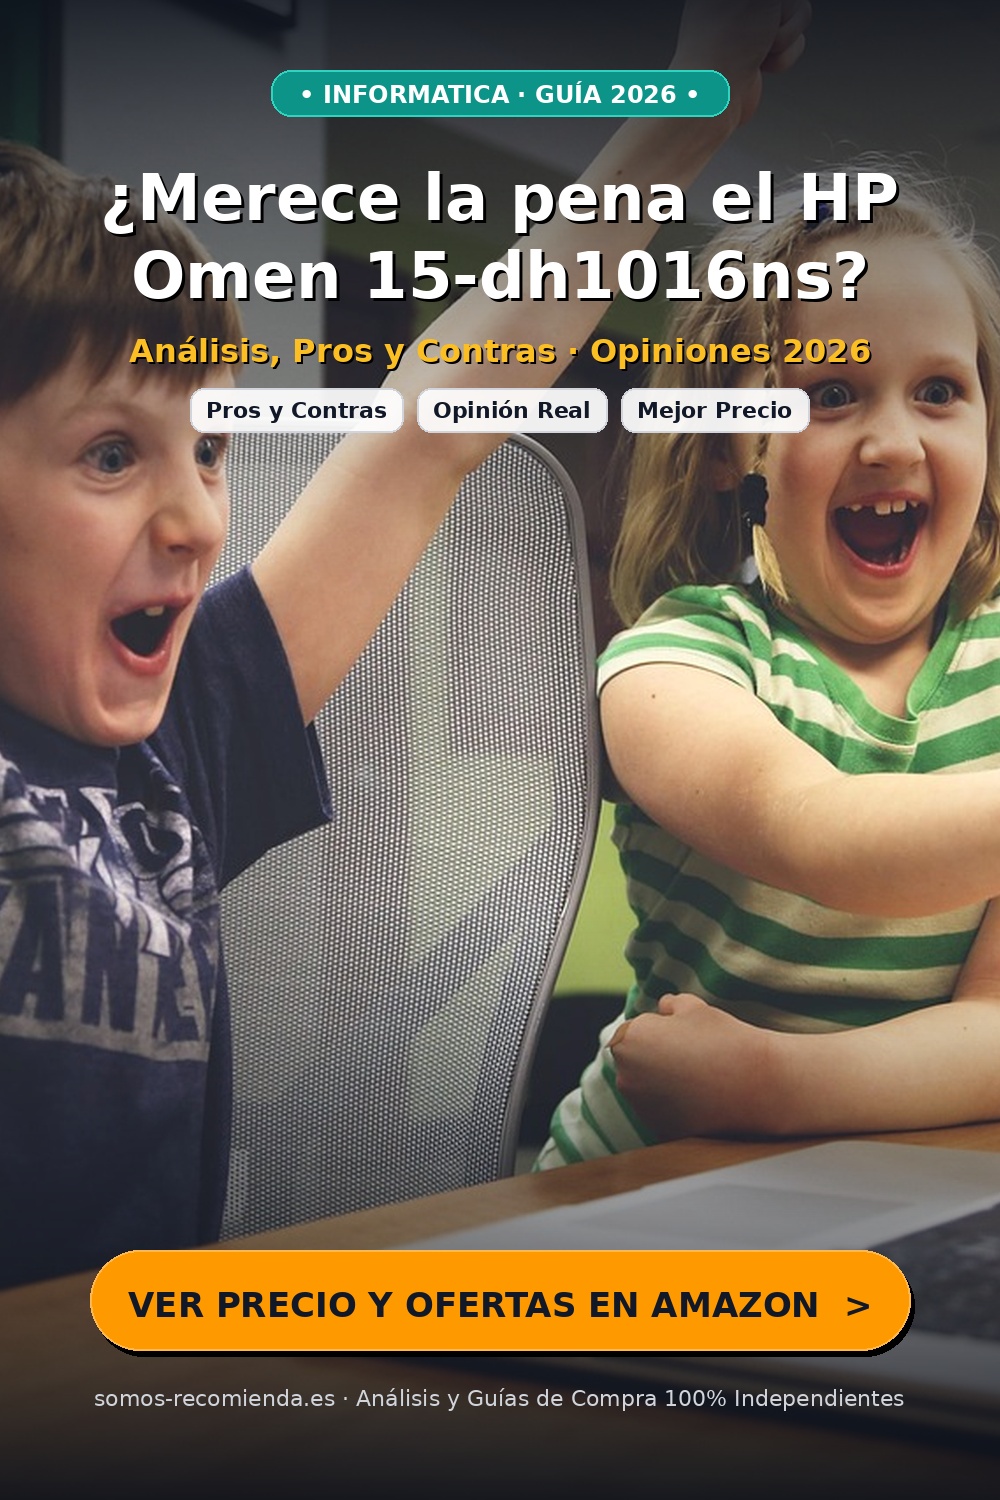 • INFORMATICA · GUÍA 2026 •
¿Merece la pena el HP
Omen 15-dh1016ns?
Análisis, Pros y Contras · Opiniones 2026
Pros y Contras Opinión Real Mejor Precio
VER PRECIO Y OFERTAS EN AMAZON >
somos-recomienda.es · Análisis y Guías de Compra 100% Independientes